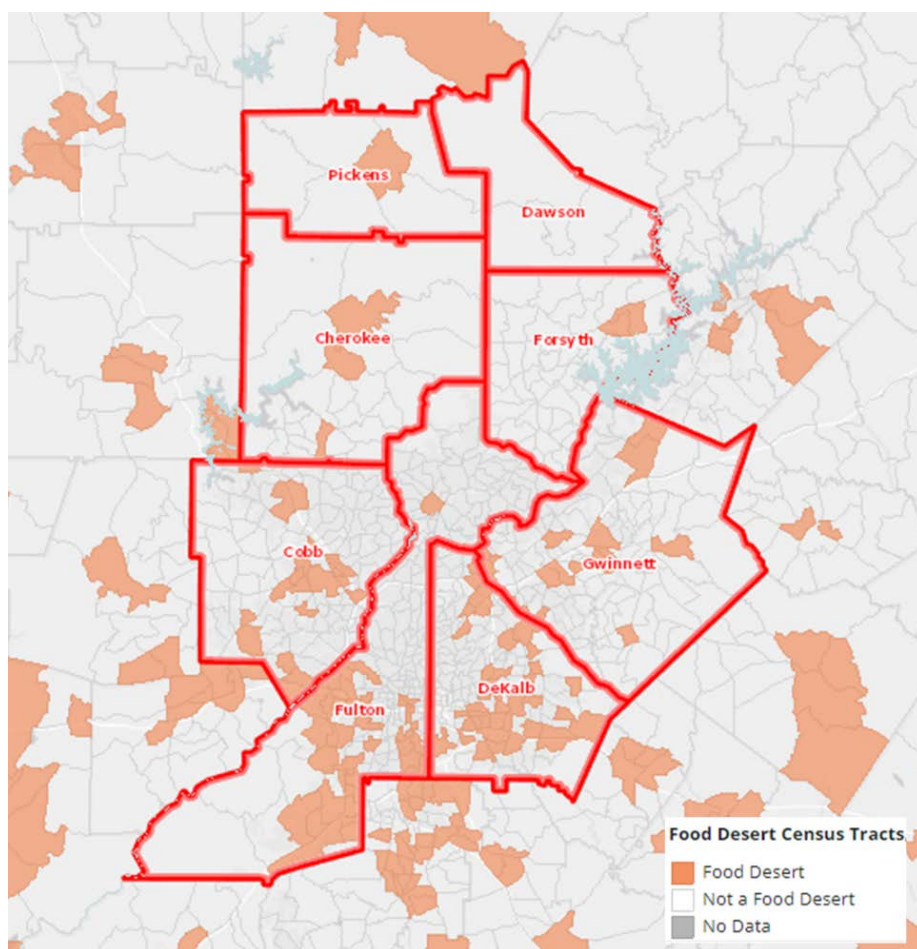 Pickens
Dawson
Cherokee
Forsyth
Cobb
Gwinnett
DeKalb
Fulton
Food Desert Census Tracts
Food Desert
Not a Food Desert
No Data